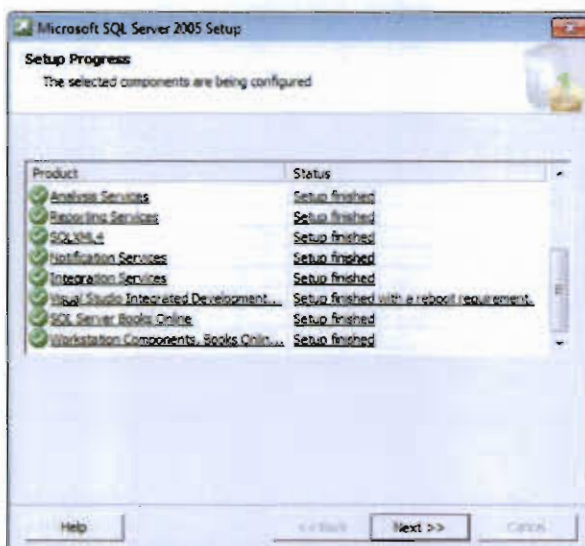 Microsoft SQL Server 2005 Setup
Setup Progress
The selected components are being configured
Product Status
Analysis Services Setup finished
Reporting Services Setup finished
SQLXML4 Setup finished
Notification Services Setup finished
Integration Services Setup finished
Visual Studio Integrated Development... Setup finished with a reboot requirement.
SQL Server Books Online Setup finished
Workstation Components, Books Onlin... Setup finished
Help << Back Next >> Cancel